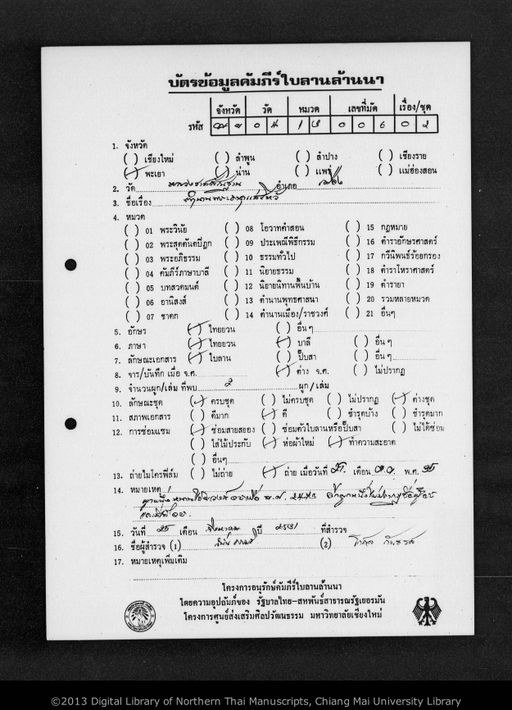 บัตรข้อมูลคัมภีร์ใบลานล้านนา
จังหวัด วัด หมวด เลขที่มัด เรื่อง/ชุด
รหัส 0 0 6 0 2
1. จังหวัด
( ) เชียงใหม่ ( ) ลำพูน ( ) ลำปาง ( ) เชียงราย
พะเยา น่าน ( ) แพร่ ( ) แม่ฮ่องสอน
2. วัด อำเภอ
3. ชื่อเรื่อง
4. หมวด
( ) 01 พระวินัย ( ) 08 โอวาทคำสอน ( ) 15 กฎหมาย
( ) 02 พระสุตตันตปิฎก ( ) 09 ประเพณีพิธีกรรม ( ) 16 ตำราอักษรศาสตร์
( ) 03 พระอภิธรรม ( ) 10 ธรรมทั่วไป ( ) 17 กวีนิพนธ์ร้อยกรอง
( ) 04 คัมภีร์ภาษาบาลี ( ) 11 นิยายธรรม ( ) 18 ตำราโหราศาสตร์
( ) 05 บทสวดมนต์ ( ) 12 นิยายนิทานพื้นบ้าน ( ) 19 ตำรายา
( ) 06 อานิสงส์ ( ) 13 ตำนานพุทธศาสนา ( ) 20 รวมหลายหมวด
( ) 07 ชาดก ( ) 14 ตำนานเมือง/ราชวงศ์ ( ) 21 อื่นๆ
5. อักษร ไทยยวน ( ) อื่น ๆ
6. ภาษา ไทยยวน บาลี ( ) อื่น ๆ
7. ลักษณะเอกสาร ใบลาน ( ) ปั๊บสา ( ) อื่น ๆ
8. จาร/บันทึก เมื่อ จ.ศ. ต่าง จ.ศ. ( ) ไม่ปรากฏ
9. จำนวนผูก/เล่ม ที่พบ 2 ผูก/เล่ม
10. ลักษณะชุด ครบชุด ( ) ไม่ครบชุด ( ) ไม่ปรากฏ ต่างชุด
11. สภาพเอกสาร ( ) ดีมาก ดี ( ) ชำรุดบ้าง ( ) ชำรุดมาก
12. การซ่อมแซม ซ่อมสายสยอง ( ) ซ่อมตัวใบลานหรือปั๊บสา ( ) ไม่ได้ซ่อม
( ) ใส่ไม้ประกับ ห่อผ้าใหม่ ทำความสะอาด
( ) อื่นๆ
13. ถ่ายไมโครฟิล์ม ( ) ไม่ถ่าย ถ่าย เมื่อวันที่ เดือน พ.ศ.
14. หมายเหตุ
15. วันที่ 25 เดือน สิงหาคม ปี 2531 ที่สำรวจ
16. ชื่อผู้สำรวจ (1) (2)
17. หมายเหตุเพิ่มเติม
โครงการอนุรักษ์คัมภีร์ใบลานล้านนา
โดยความอุปถัมภ์ของ รัฐบาลไทย-สหพันธ์สาธารณรัฐเยอรมัน
โครงการศูนย์ส่งเสริมศิลปวัฒนธรรม มหาวิทยาลัยเชียงใหม่
©2013 Digital Library of Northern Thai Manuscripts, Chiang Mai University Library